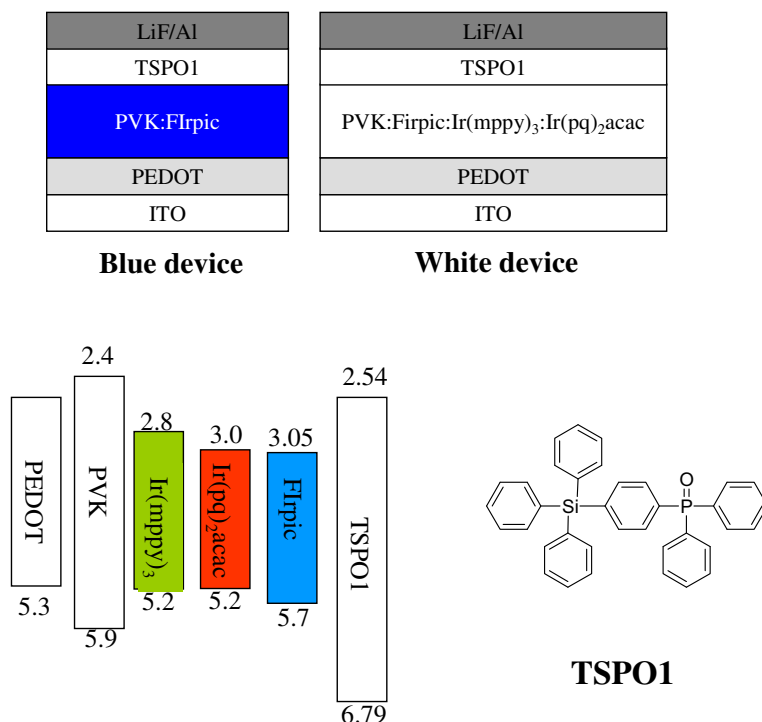 LiF/Al
TSPO1
PVK:FIrpic
PEDOT
ITO
Blue device
LiF/Al
TSPO1
PVK:Firpic:Ir(mppy)₃:Ir(pq)₂acac
PEDOT
ITO
White device
PEDOT
5.3
2.4
PVK
5.9
2.8
Ir(mppy)₃
5.2
3.0
Ir(pq)₂acac
5.2
3.05
FIrpic
5.7
2.54
TSPO1
6.79
Si
O
P
TSPO1